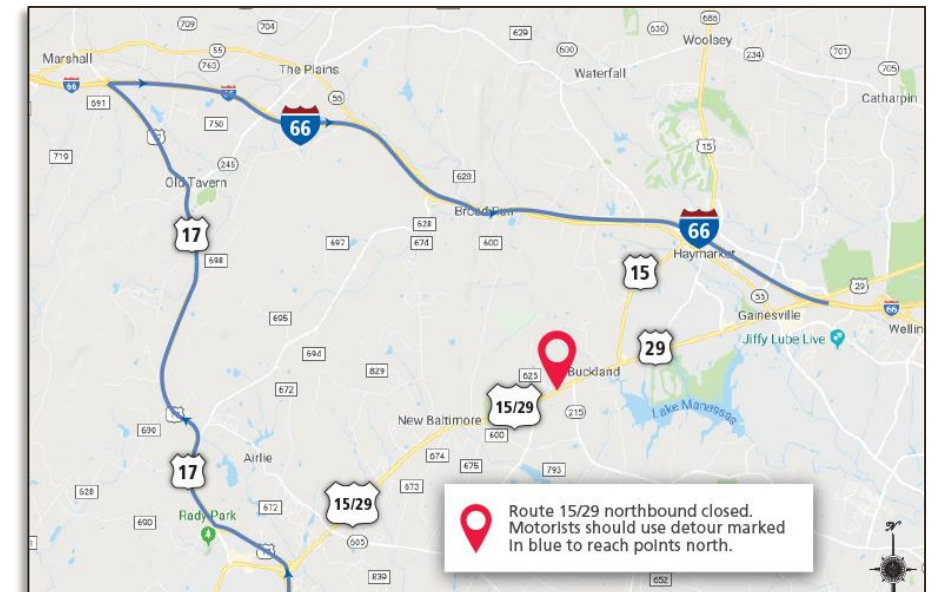 709
704
688
55
629
630
Woolsey
Marshall
600
234
701
763
The Plains
Waterfall
705
66
66
55
691
66
Catharpin
750
15
719
245
628
Old Tavern
Broad Run
628
66
17
697
674
600
698
Haymarket
15
29
55
695
Gainesville
66
Wellin
29
Jiffy Lube Live
694
829
625
Buckland
672
15/29
Lake Manassas
New Baltimore
215
690
600
Airlie
674
17
675
793
628
15/29
673
690
Rady Park
672
605
Route 15/29 northbound closed.
Motorists should use detour marked
in blue to reach points north.
839
652